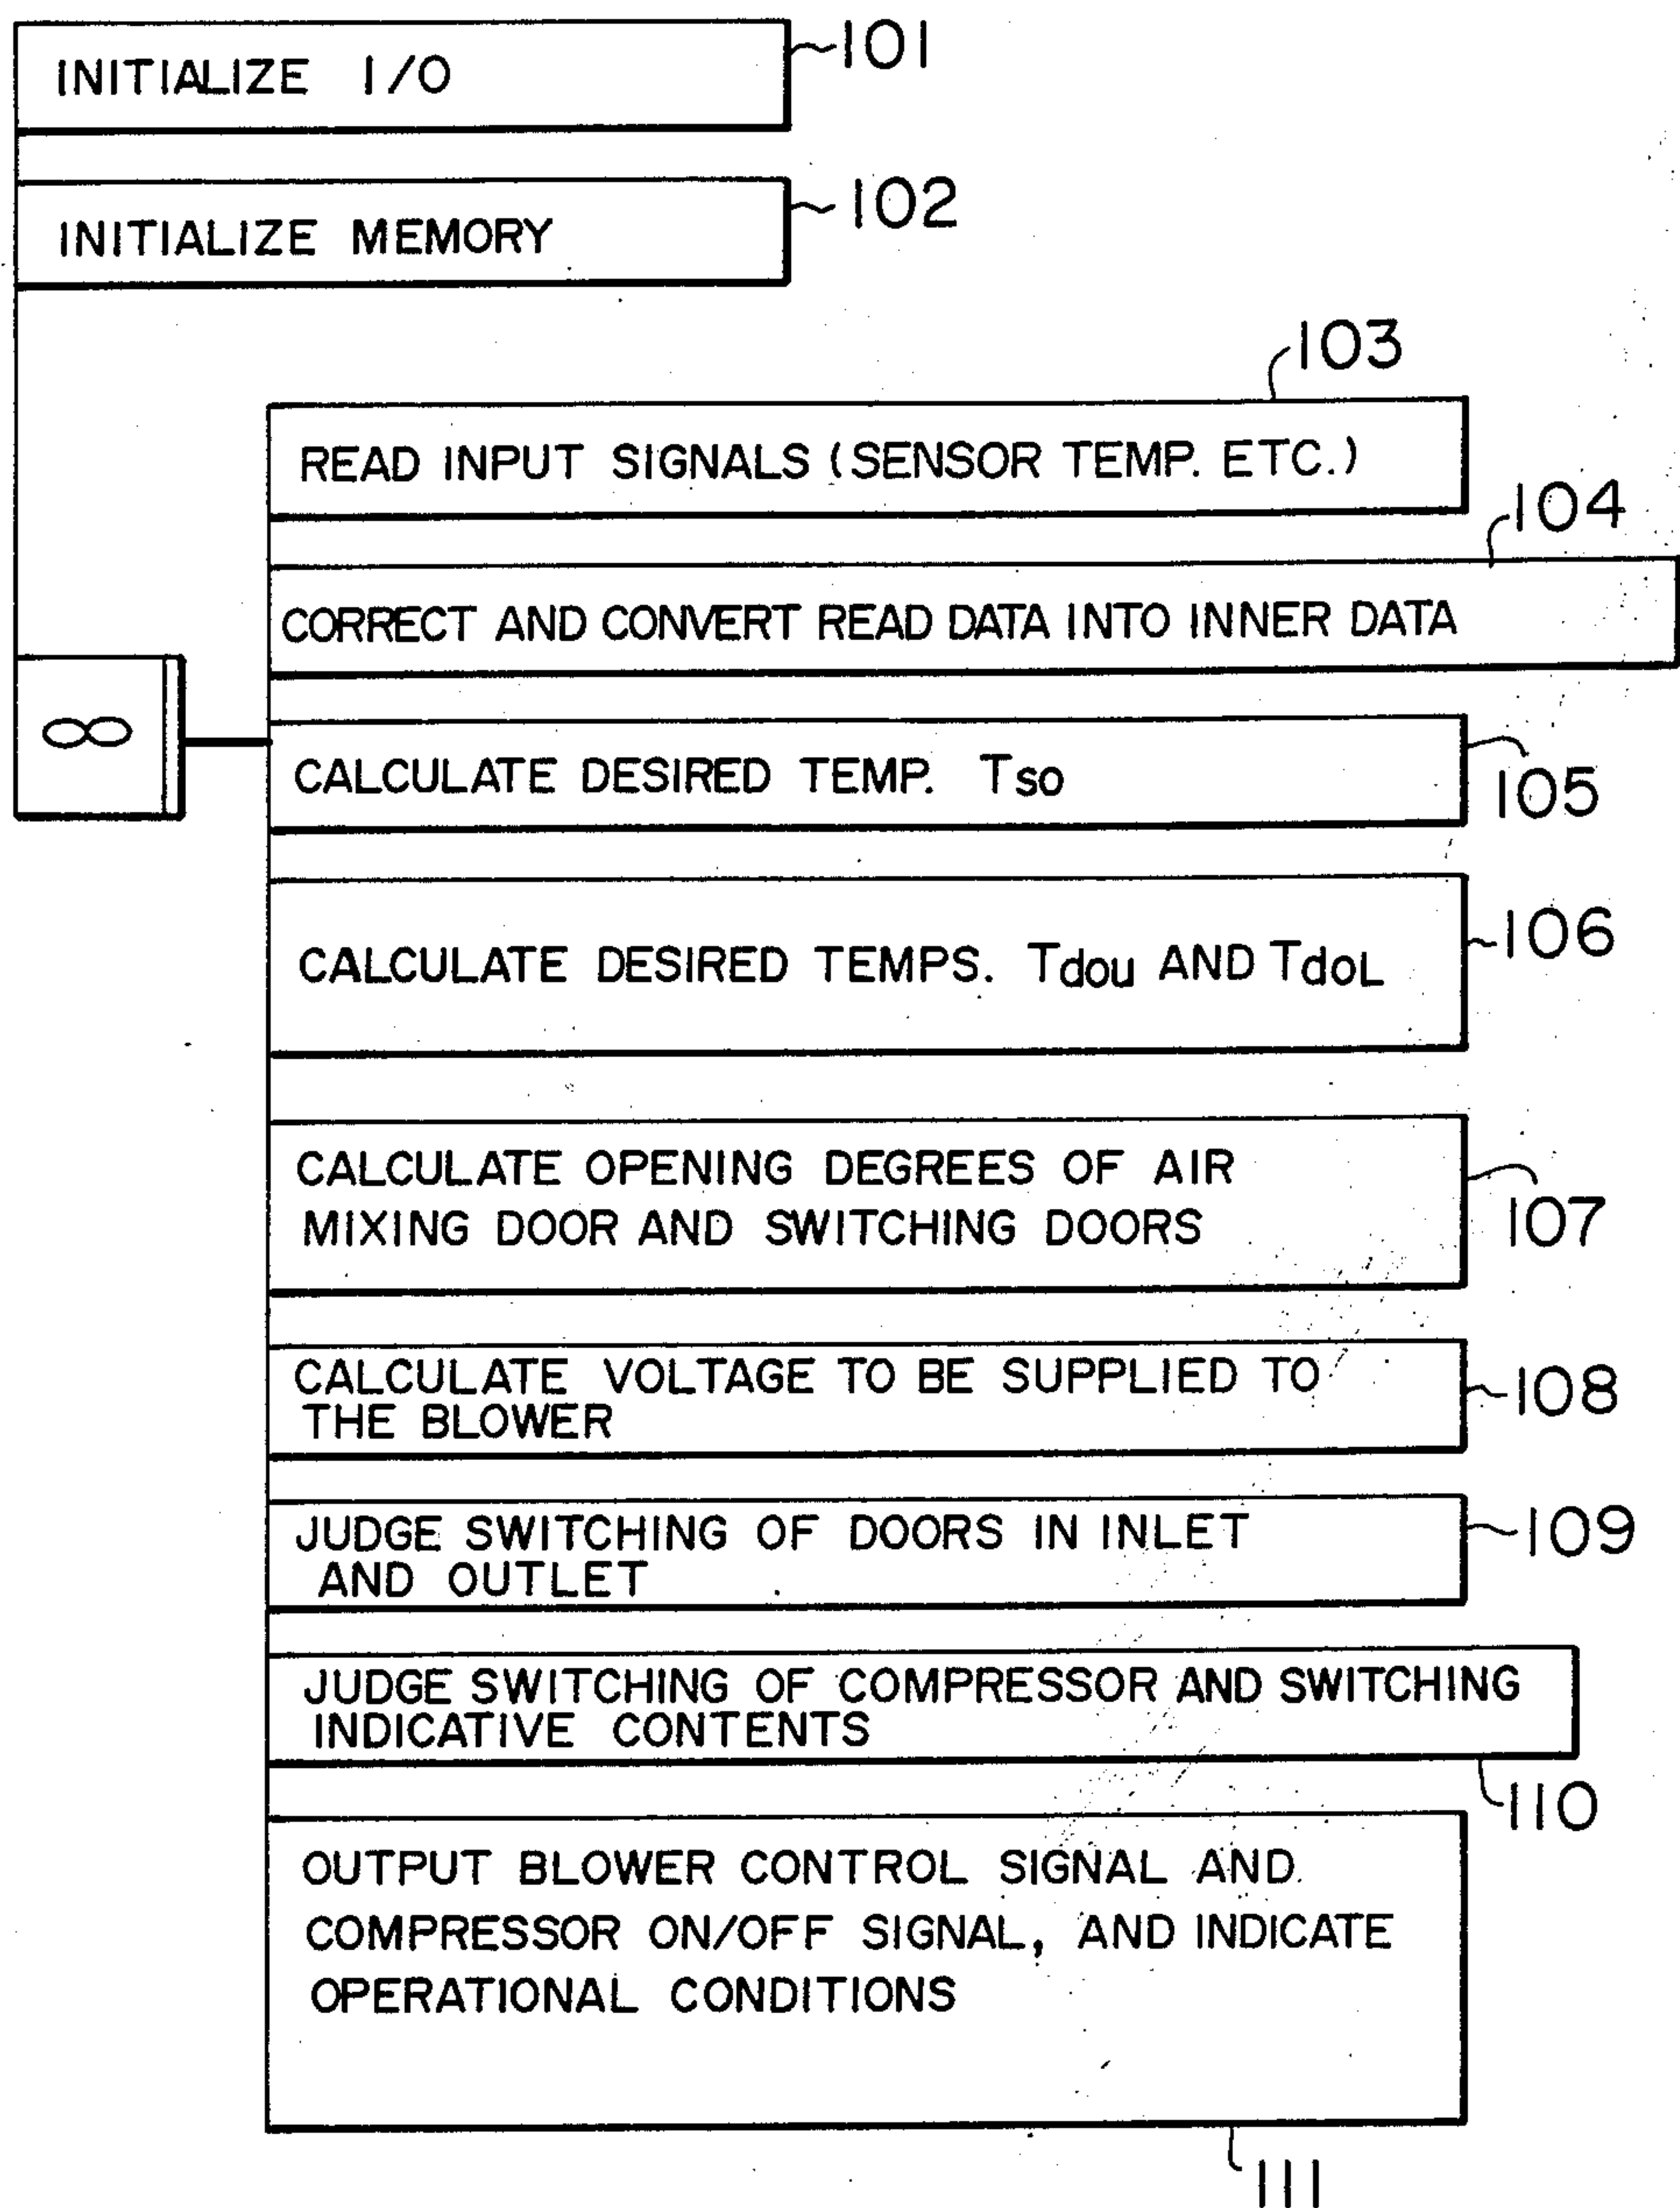 INITIALIZE I/O
101
INITIALIZE MEMORY
102
103
READ INPUT SIGNALS (SENSOR TEMP. ETC.)
104
CORRECT AND CONVERT READ DATA INTO INNER DATA
∞
CALCULATE DESIRED TEMP. Tso
105
CALCULATE DESIRED TEMPS. Tdou AND TdoL
106
CALCULATE OPENING DEGREES OF AIR
MIXING DOOR AND SWITCHING DOORS
107
CALCULATE VOLTAGE TO BE SUPPLIED TO
THE BLOWER
108
JUDGE SWITCHING OF DOORS IN INLET
AND OUTLET
109
JUDGE SWITCHING OF COMPRESSOR AND SWITCHING
INDICATIVE CONTENTS
110
OUTPUT BLOWER CONTROL SIGNAL AND
COMPRESSOR ON/OFF SIGNAL, AND INDICATE
OPERATIONAL CONDITIONS
111